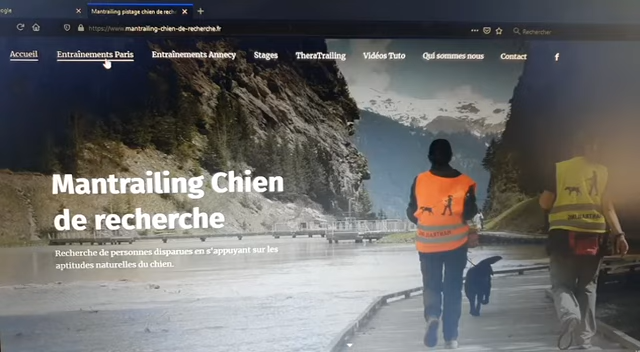 ogle
Mantrailing pistage chien de reche
https://www.mantrailing-chien-de-recherche.fr
Rechercher
Accueil Entraînements Paris Entraînements Annecy Stages TheraTrailing Vidéos Tuto Qui sommes nous Contact f
Mantrailing Chien
de recherche
Recherche de personnes disparues en s'appuyant sur les
aptitudes naturelles du chien.